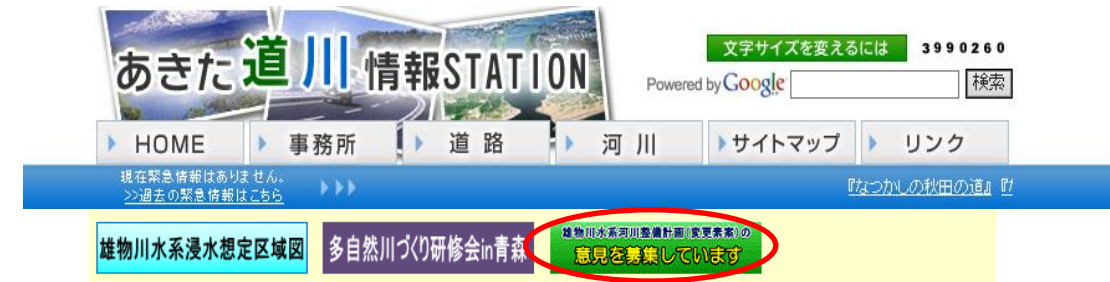 あきた道川情報STATION
文字サイズを変えるには
3990260
Powered by Google
検索
HOME
事務所
道路
河川
サイトマップ
リンク
現在緊急情報はありません。
>>過去の緊急情報はこちら
『なつかしの秋田の道』
雄物川水系浸水想定区域図
多自然川づくり研修会in青森
雄物川水系河川整備計画(変更素案)の
意見を募集しています